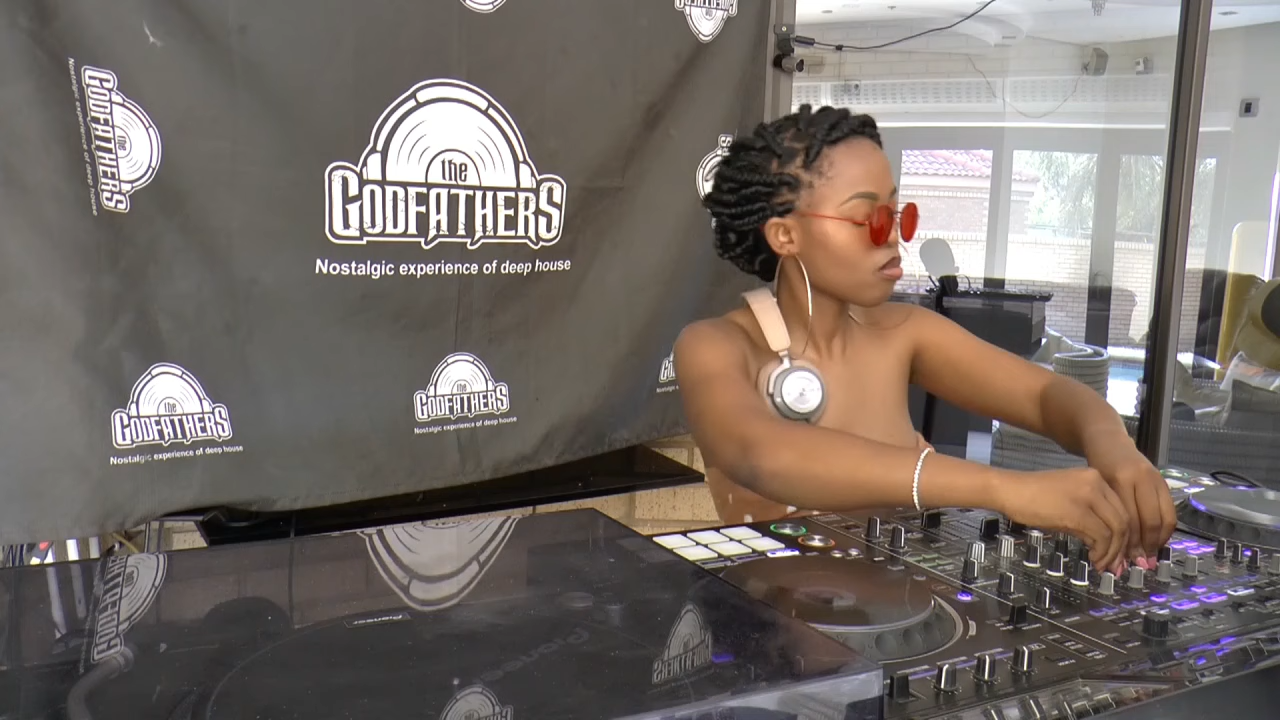 the
GODFATHERS
Nostalgic experience of deep house
the
GODFATHERS
Nostalgic experience of deep house
the
GODFATHERS
Nostalgic experience of deep house
the
GODFATHERS
Nostalgic experience of deep house
Pioneer
Pioneer